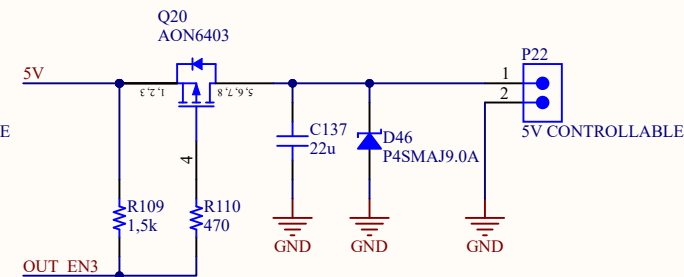 Q20
AON6403
5V
1, 2, 3
5, 6, 7, 8
P22
1
2
5V CONTROLLABLE
E
4
C137
22u
D46
P4SMAJ9.0A
R109
1,5k
R110
470
GND
GND
GND
OUT_EN3